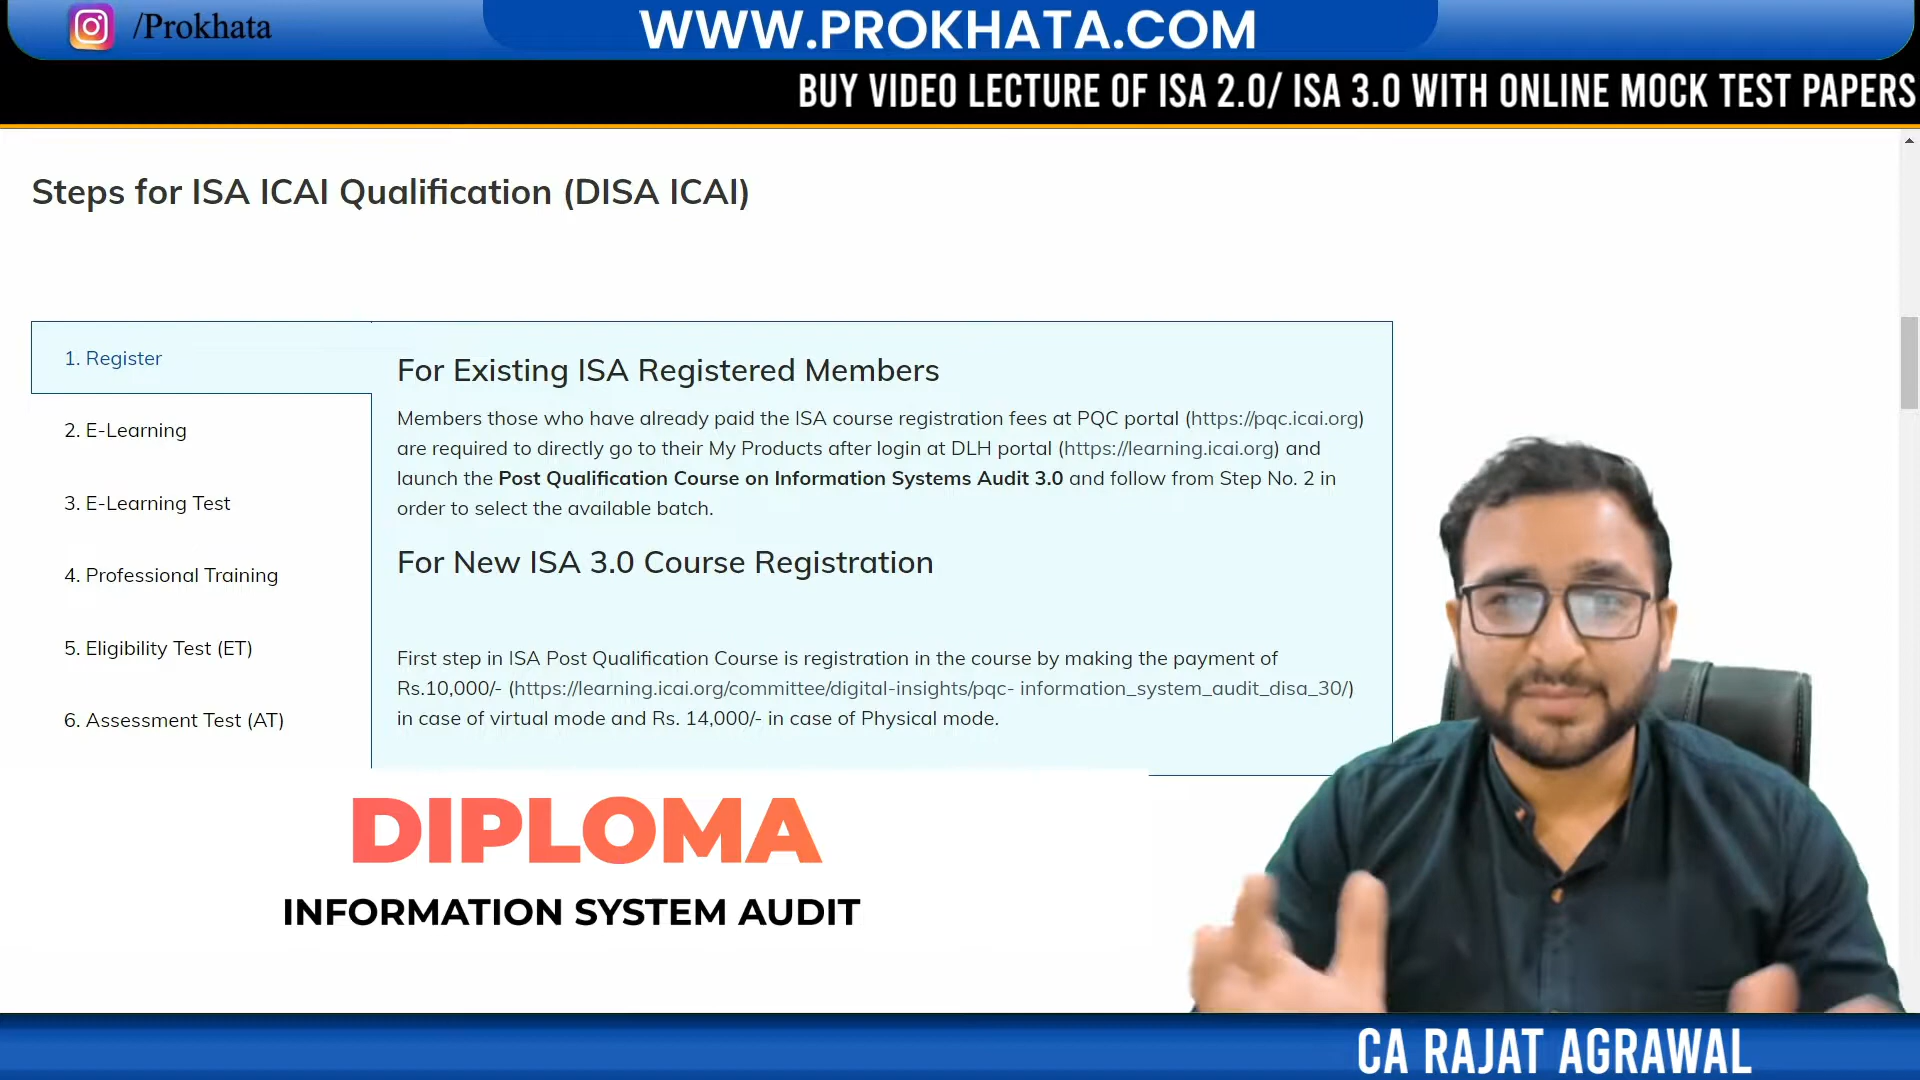 /Prokhata
WWW.PROKHATA.COM
BUY VIDEO LECTURE OF ISA 2.0/ ISA 3.0 WITH ONLINE MOCK TEST PAPERS
Steps for ISA ICAI Qualification (DISA ICAI)
1. Register
2. E-Learning
3. E-Learning Test
4. Professional Training
5. Eligibility Test (ET)
6. Assessment Test (AT)
For Existing ISA Registered Members
Members those who have already paid the ISA course registration fees at PQC portal (https://pqc.icai.org)
are required to directly go to their My Products after login at DLH portal (https://learning.icai.org) and
launch the Post Qualification Course on Information Systems Audit 3.0 and follow from Step No. 2 in
order to select the available batch.
For New ISA 3.0 Course Registration
First step in ISA Post Qualification Course is registration in the course by making the payment of
Rs.10,000/- (https://learning.icai.org/committee/digital-insights/pqc- information_system_audit_disa_30/)
in case of virtual mode and Rs. 14,000/- in case of Physical mode.
DIPLOMA
INFORMATION SYSTEM AUDIT
CA RAJAT AGRAWAL